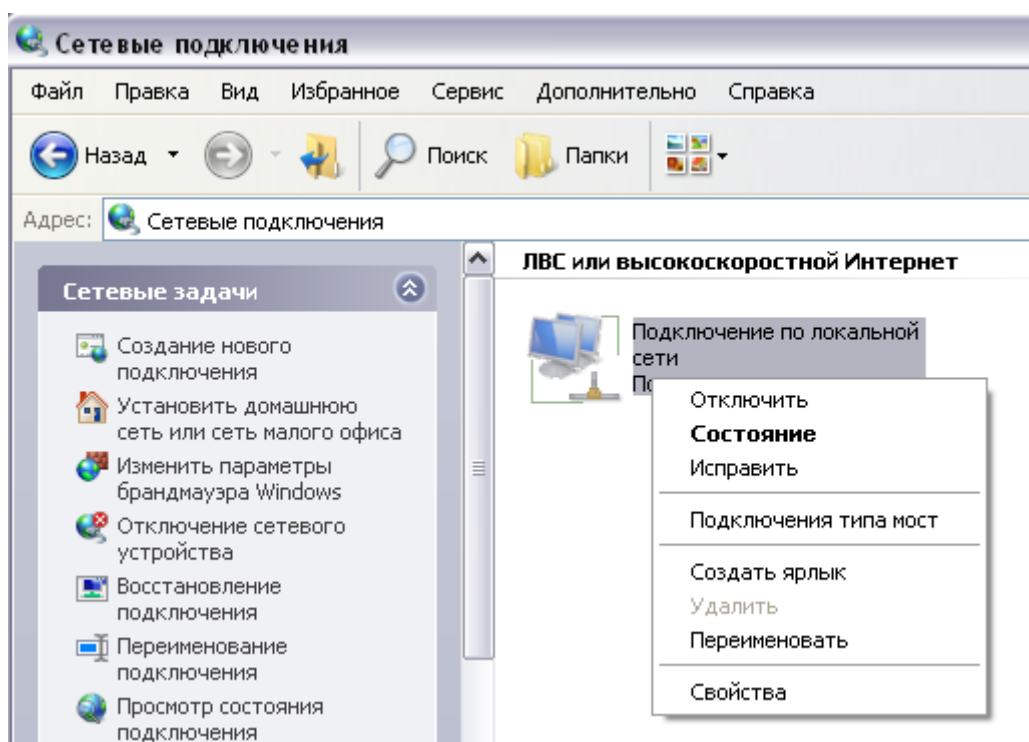 Сетевые подключения
Файл Правка Вид Избранное Сервис Дополнительно Справка
Назад Поиск Папки
Адрес: Сетевые подключения
Сетевые задачи
Создание нового
подключения
Установить домашнюю
сеть или сеть малого офиса
Изменить параметры
брандмауэра Windows
Отключение сетевого
устройства
Восстановление
подключения
Переименование
подключения
Просмотр состояния
подключения
ЛВС или высокоскоростной Интернет
Подключение по локальной
сети
Отключить
Состояние
Исправить
Подключения типа мост
Создать ярлык
Удалить
Переименовать
Свойства